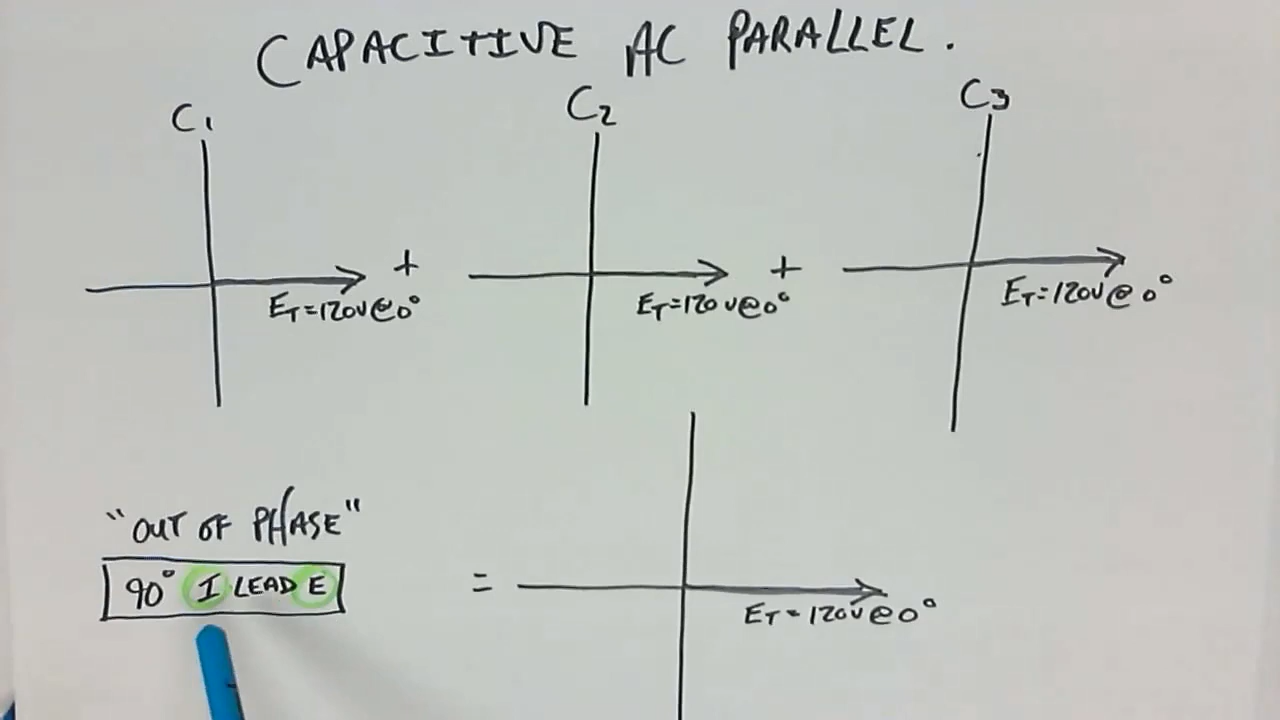 CAPACITIVE AC PARALLEL.
C1 C2 C3
+ +
ET=120V@0° ET=120V@0° ET=120V@0°
"OUT OF PHASE"
90° I LEAD E
=
ET=120V@0°